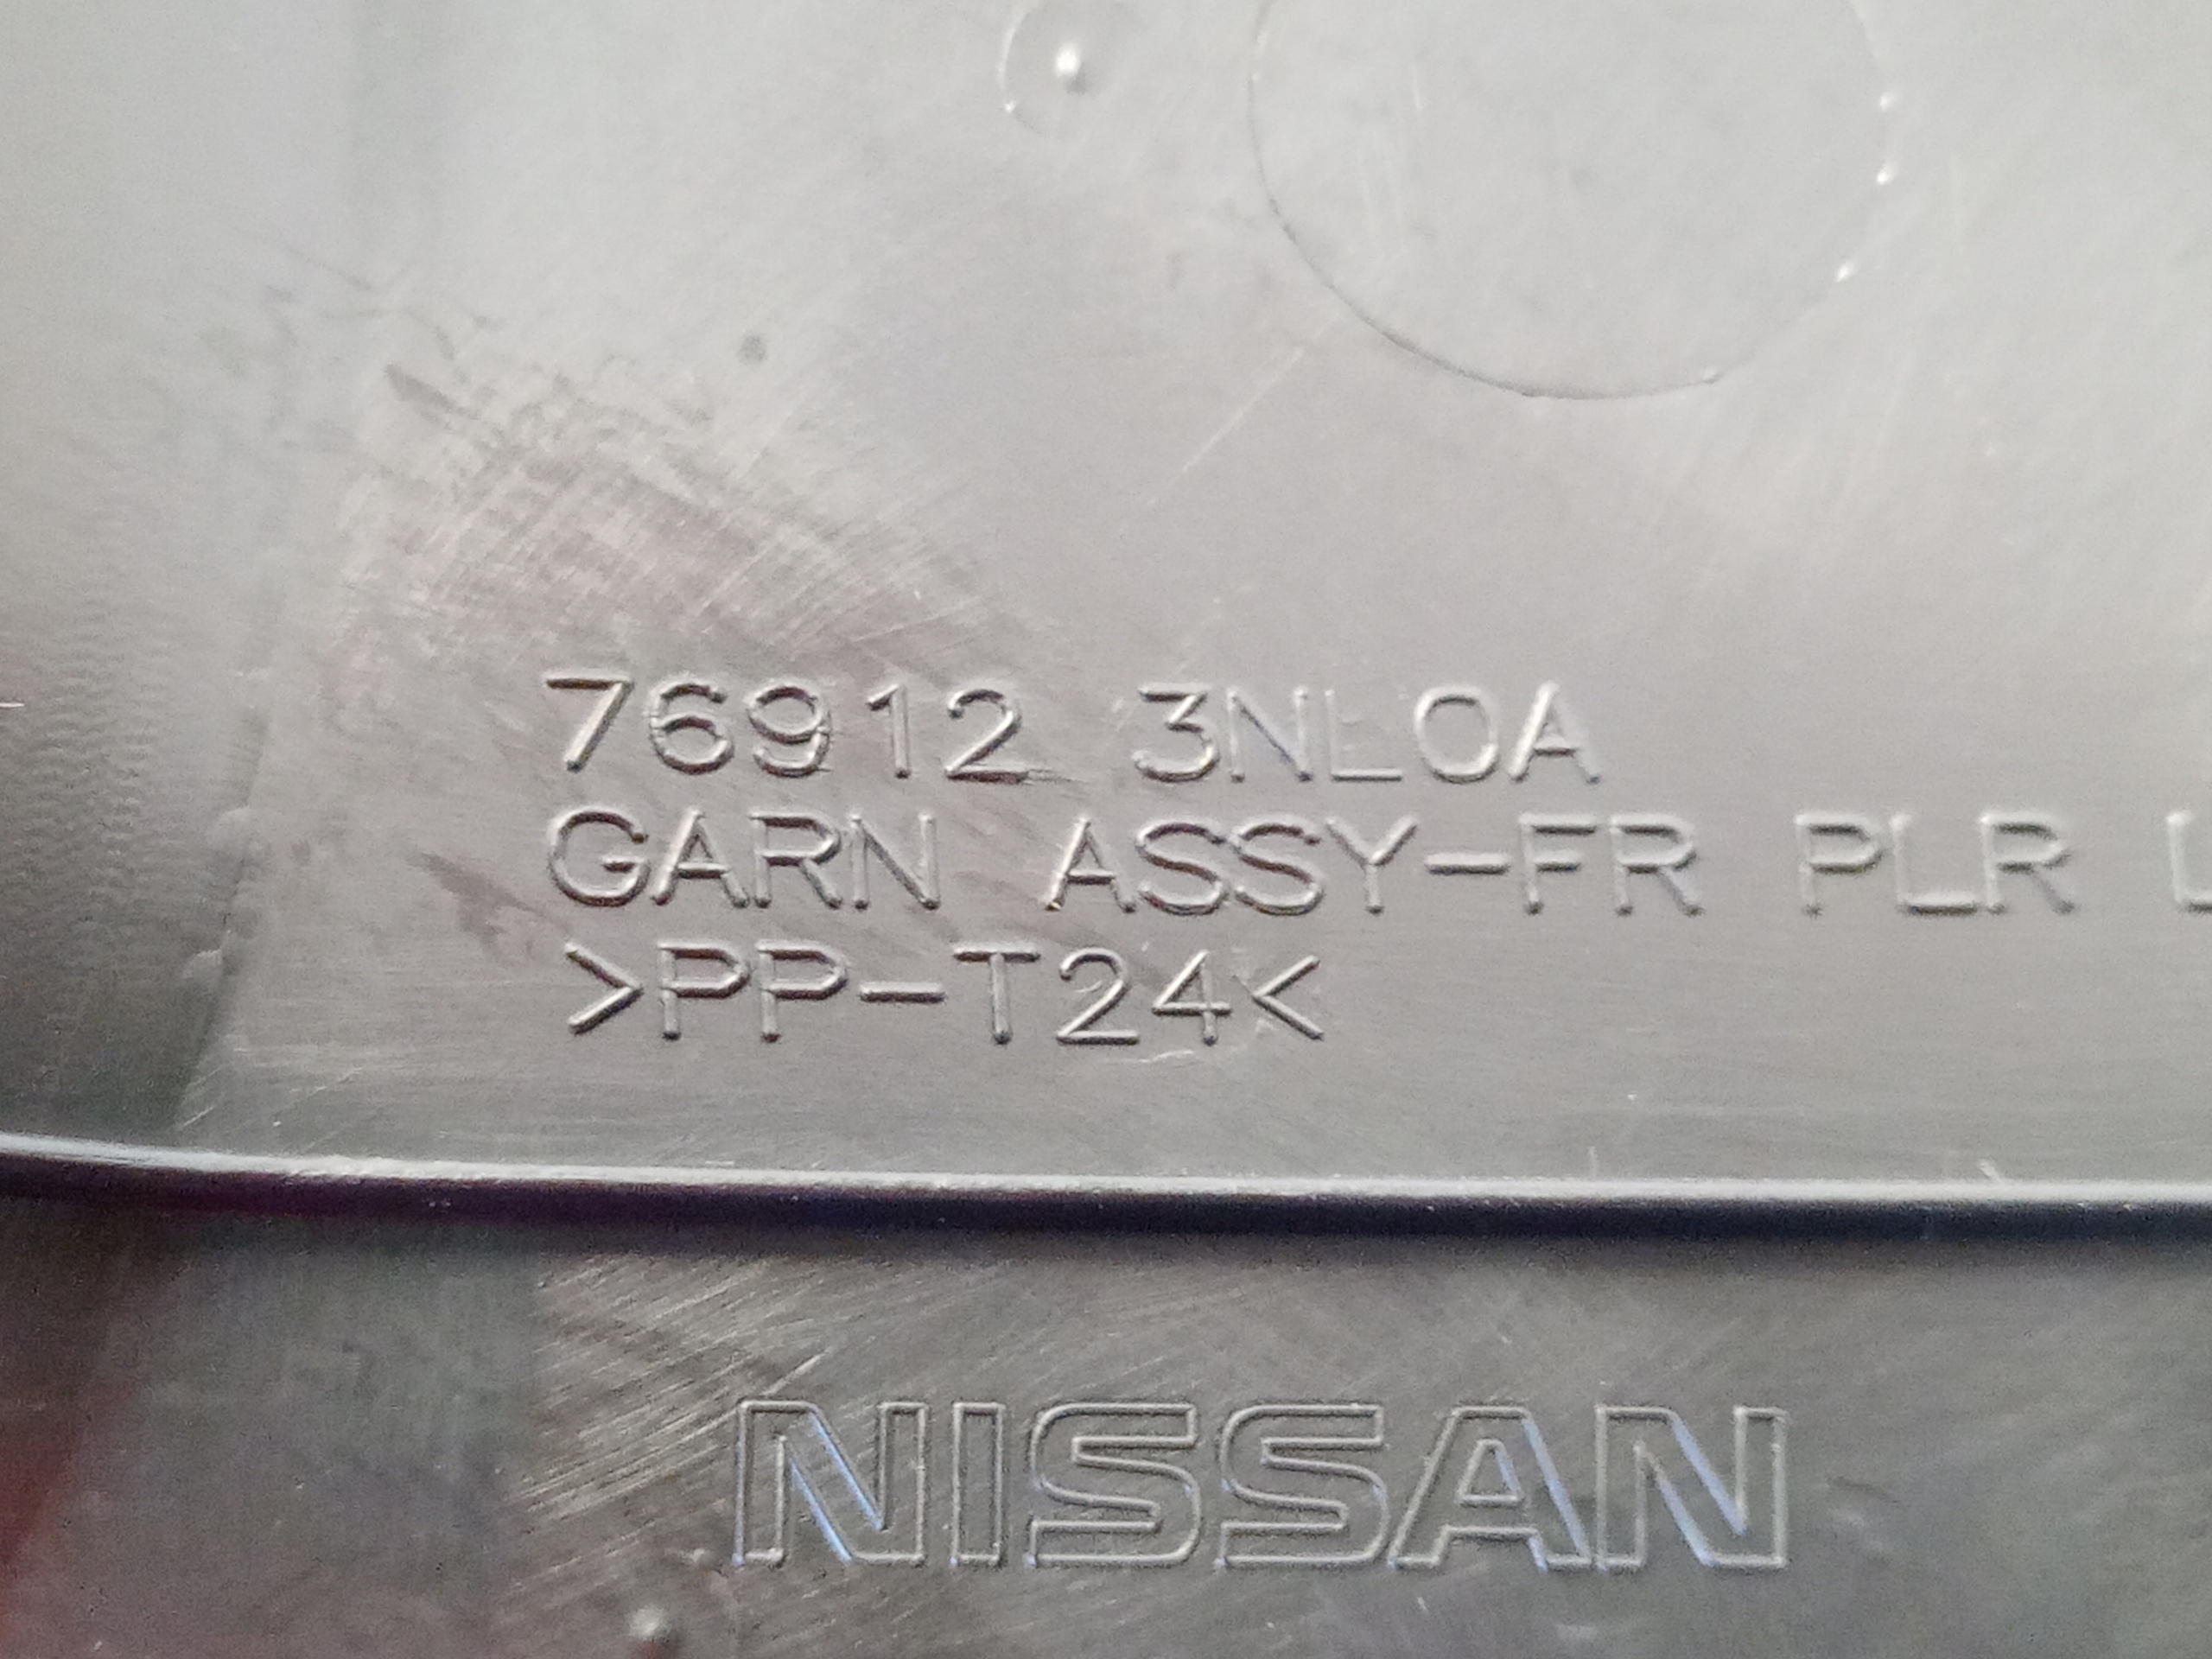 76912 3NL0A
GARN ASSY-FR PLR L
>PP-T24<
NISSAN